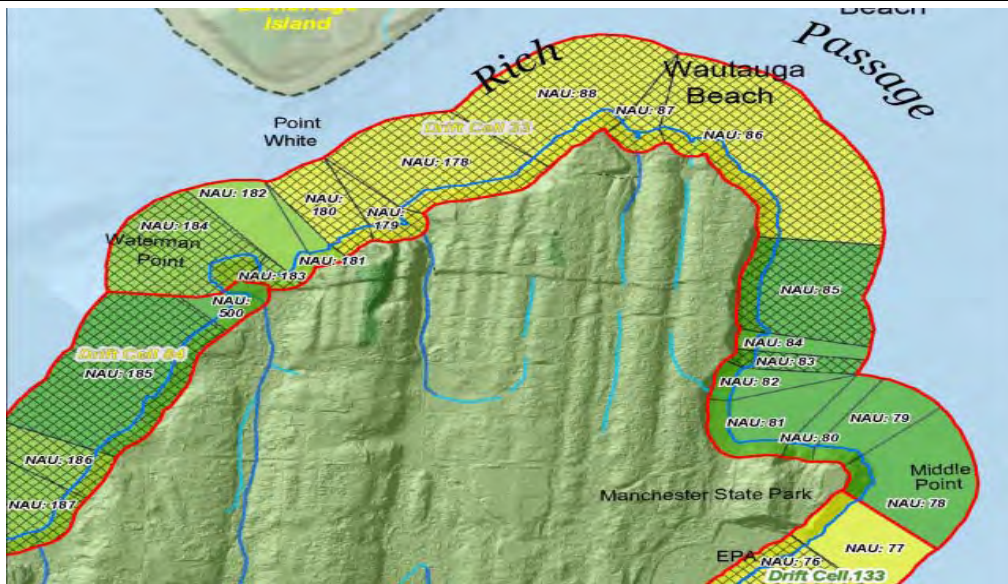 Island
Beach
Rich
Passage
Wautauga
Beach
NAU: 88
NAU: 87
NAU: 86
Point
White
Drift Cell 33
NAU: 178
NAU: 182
NAU:
180
NAU:
179
NAU: 184
Waterman
Point
NAU: 181
NAU: 183
NAU:
500
NAU: 85
Drift Cell 84
NAU: 185
NAU: 84
NAU: 83
NAU: 82
NAU: 81
NAU: 80
NAU: 79
NAU: 186
NAU: 187
Middle
Point
NAU: 78
Manchester State Park
EPA
NAU: 76
NAU: 77
Drift Cell 133